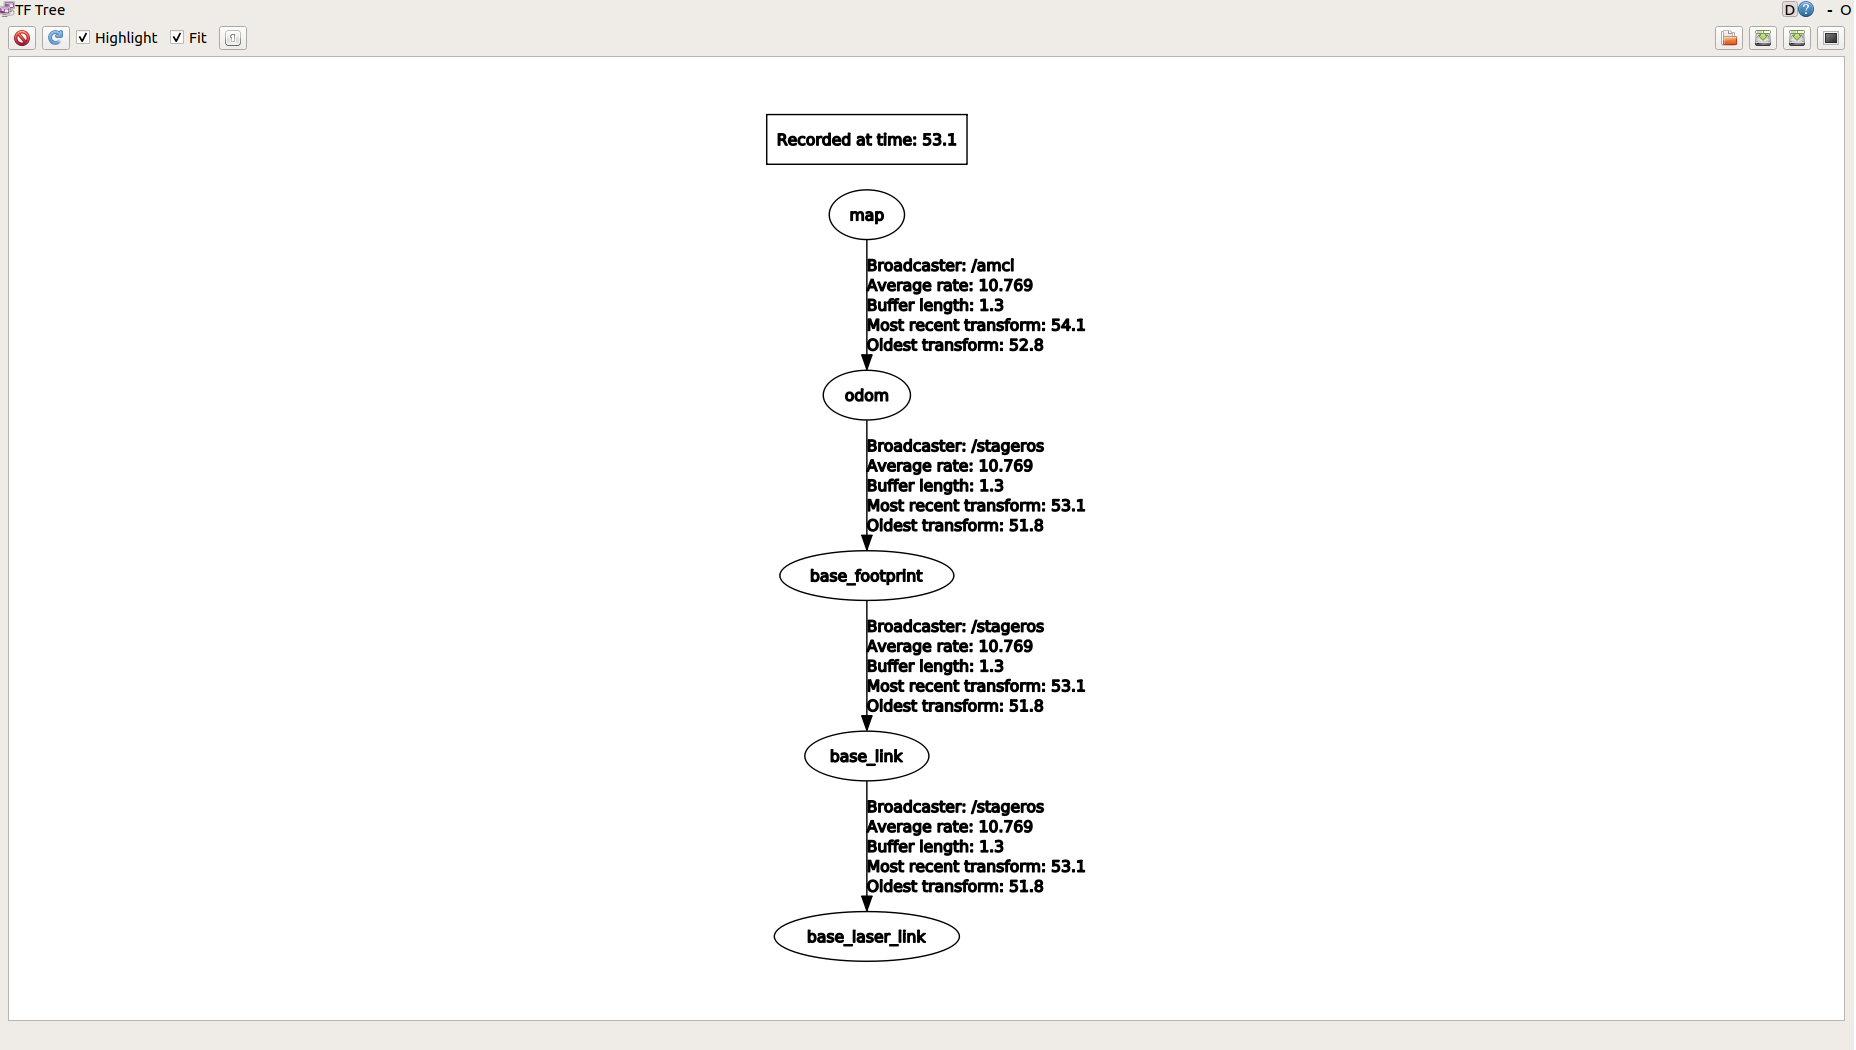 TF Tree
D ? - O
Highlight Fit
Recorded at time: 53.1
map
Broadcaster: /amcl
Average rate: 10.769
Buffer length: 1.3
Most recent transform: 54.1
Oldest transform: 52.8
odom
Broadcaster: /stageros
Average rate: 10.769
Buffer length: 1.3
Most recent transform: 53.1
Oldest transform: 51.8
base_footprint
Broadcaster: /stageros
Average rate: 10.769
Buffer length: 1.3
Most recent transform: 53.1
Oldest transform: 51.8
base_link
Broadcaster: /stageros
Average rate: 10.769
Buffer length: 1.3
Most recent transform: 53.1
Oldest transform: 51.8
base_laser_link